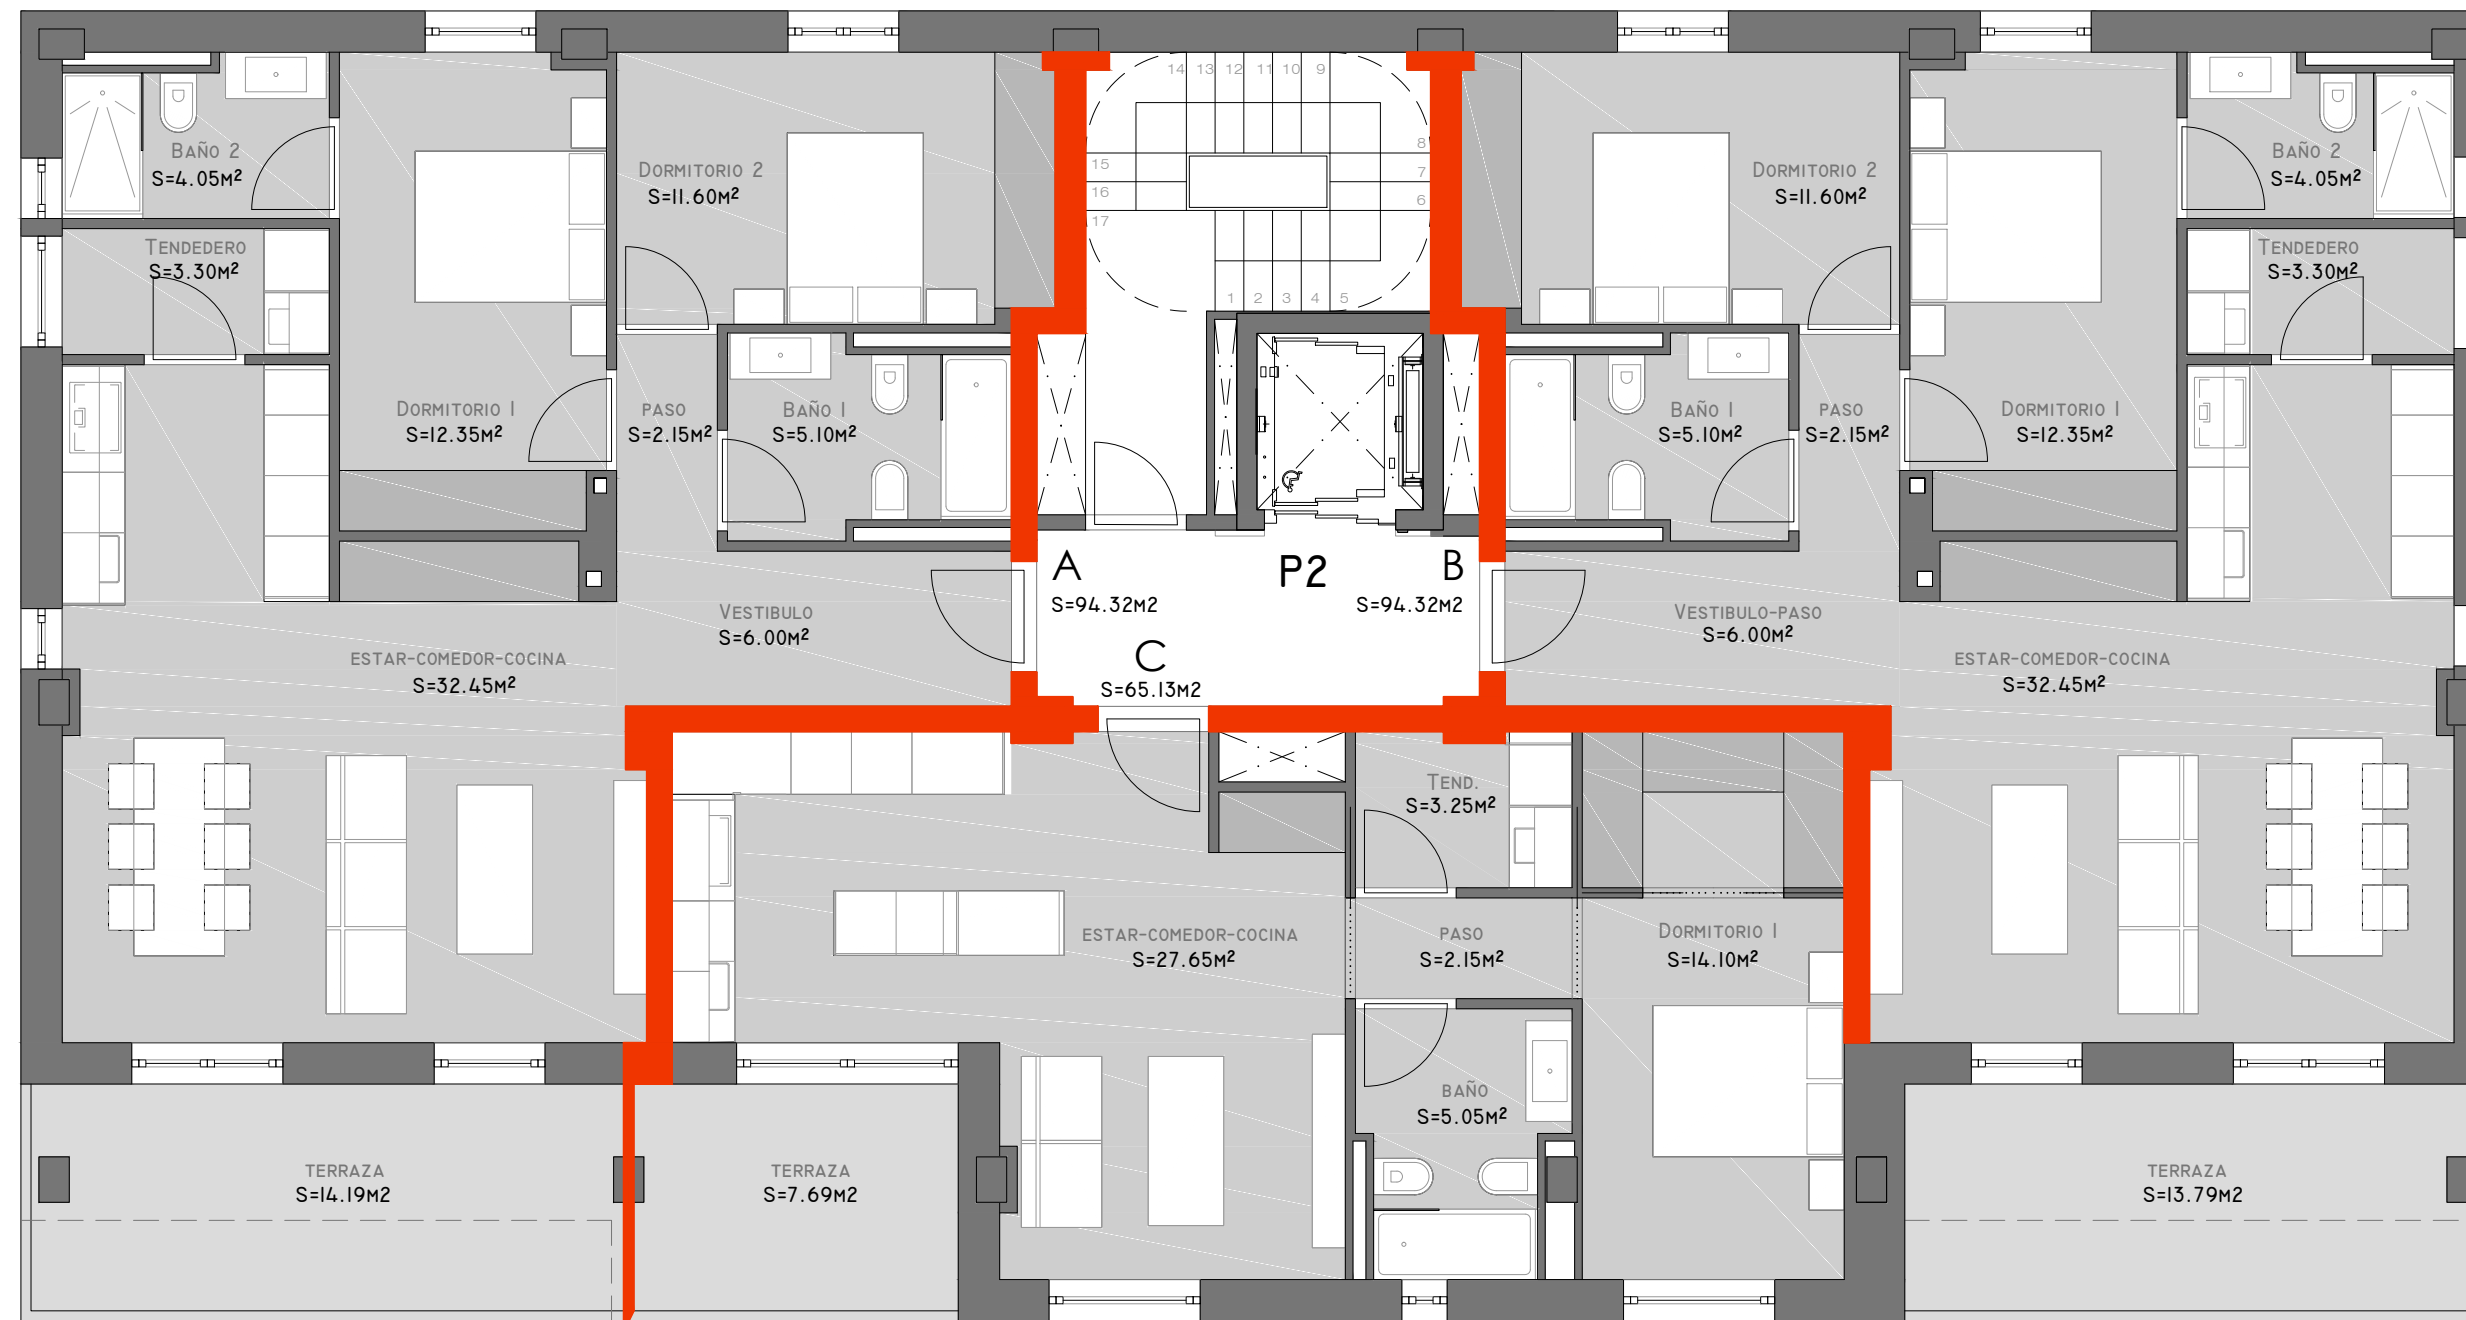 14 13 12 11 10 9
8
7
6
15
16
17
1 2 3 4 5
BAÑO 2
S=4.05M²
TENDEDERO
S=3.30M²
DORMITORIO 1
S=12.35M²
DORMITORIO 2
S=11.60M²
PASO
S=2.15M²
BAÑO 1
S=5.10M²
VESTIBULO
S=6.00M²
ESTAR-COMEDOR-COCINA
S=32.45M²
TERRAZA
S=14.19M2
A
S=94.32M2
P2
B
S=94.32M2
C
S=65.13M2
DORMITORIO 2
S=11.60M²
BAÑO 2
S=4.05M²
TENDEDERO
S=3.30M²
BAÑO 1
S=5.10M²
PASO
S=2.15M²
DORMITORIO 1
S=12.35M²
VESTIBULO-PASO
S=6.00M²
ESTAR-COMEDOR-COCINA
S=32.45M²
TEND.
S=3.25M²
ESTAR-COMEDOR-COCINA
S=27.65M²
PASO
S=2.15M²
DORMITORIO 1
S=14.10M²
BAÑO
S=5.05M²
TERRAZA
S=7.69M2
TERRAZA
S=13.79M2